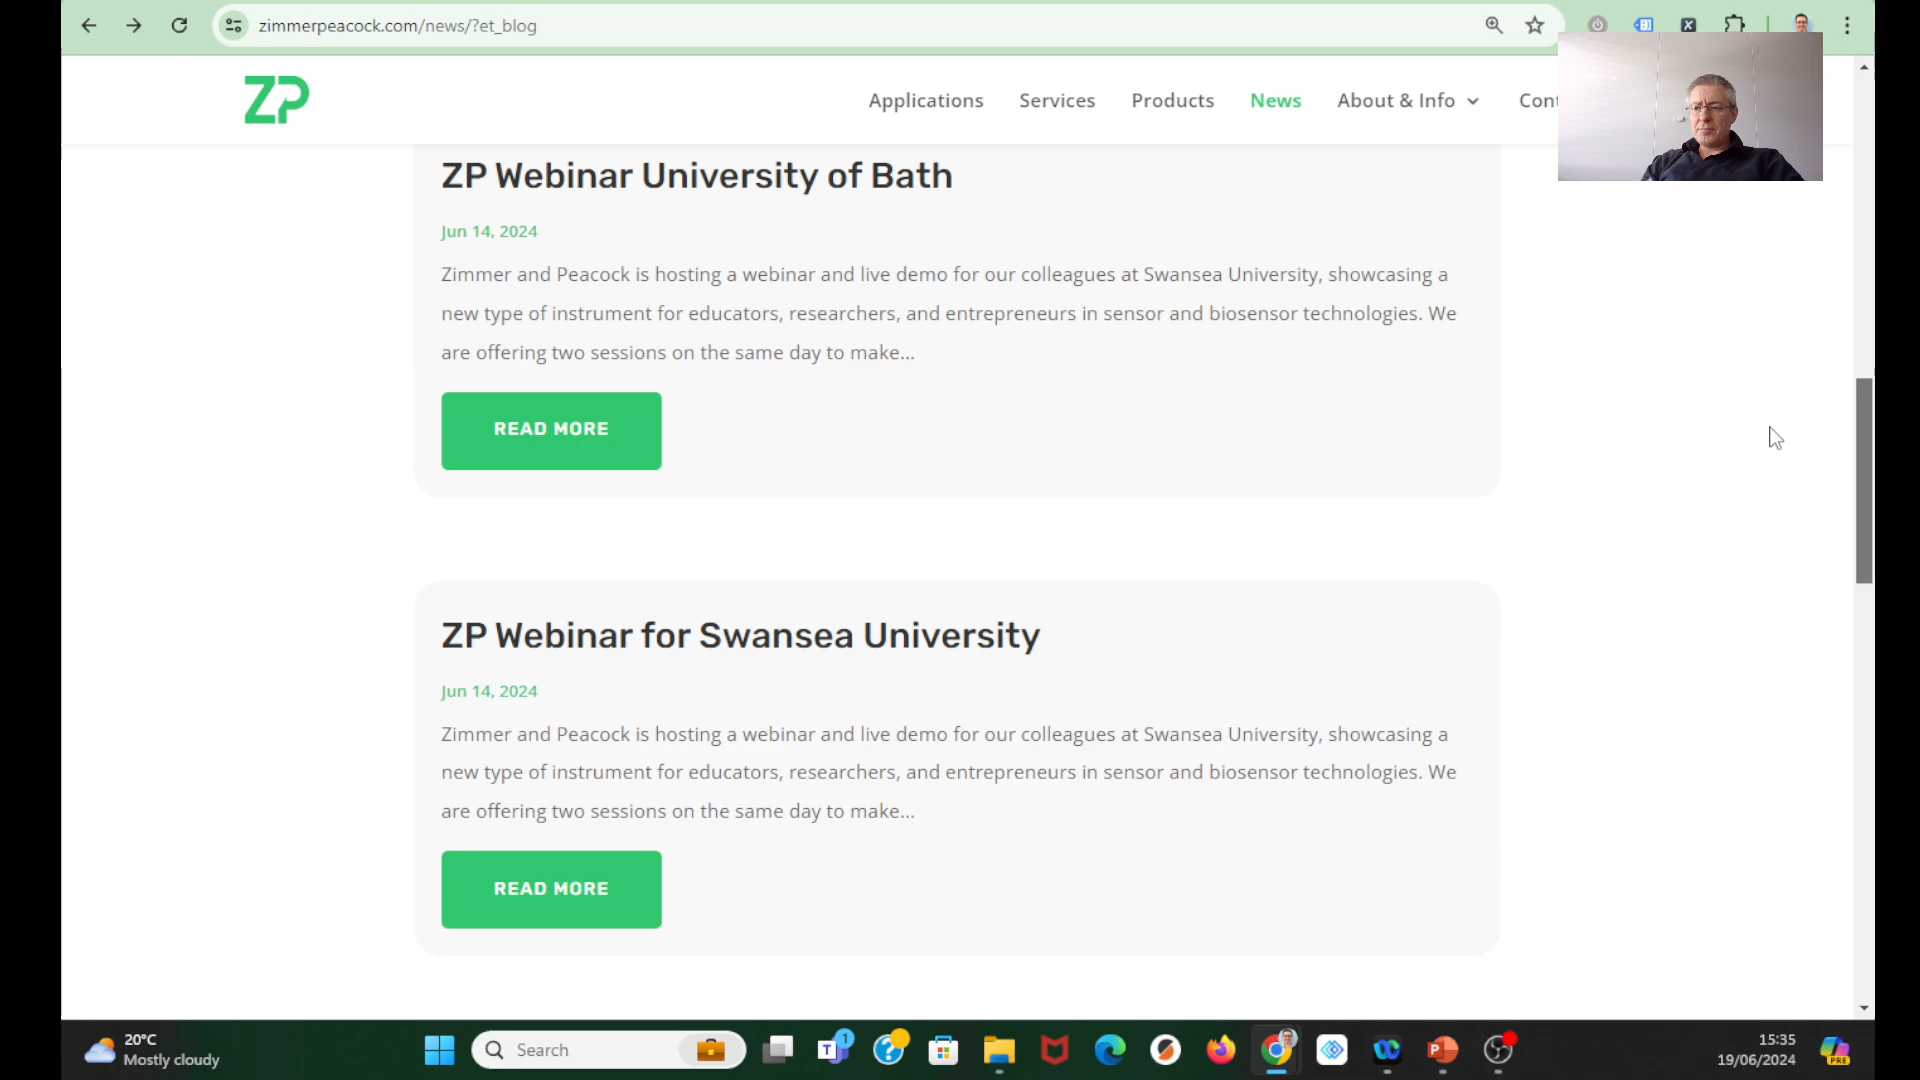 zimmerpeacock.com/news/?et_blog
ZP
Applications Services Products News About & Info
ZP Webinar University of Bath
Jun 14, 2024
Zimmer and Peacock is hosting a webinar and live demo for our colleagues at Swansea University, showcasing a
new type of instrument for educators, researchers, and entrepreneurs in sensor and biosensor technologies. We
are offering two sessions on the same day to make...
READ MORE
ZP Webinar for Swansea University
Jun 14, 2024
Zimmer and Peacock is hosting a webinar and live demo for our colleagues at Swansea University, showcasing a
new type of instrument for educators, researchers, and entrepreneurs in sensor and biosensor technologies. We
are offering two sessions on the same day to make...
READ MORE
20°C
Mostly cloudy
Search
1
15:35
19/06/2024
PRE